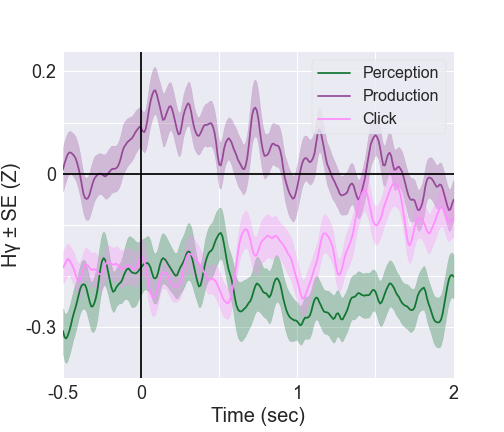 0.2
0
-0.3
Hγ ± SE (Z)
Perception
Production
Click
-0.5 0 1 2
Time (sec)